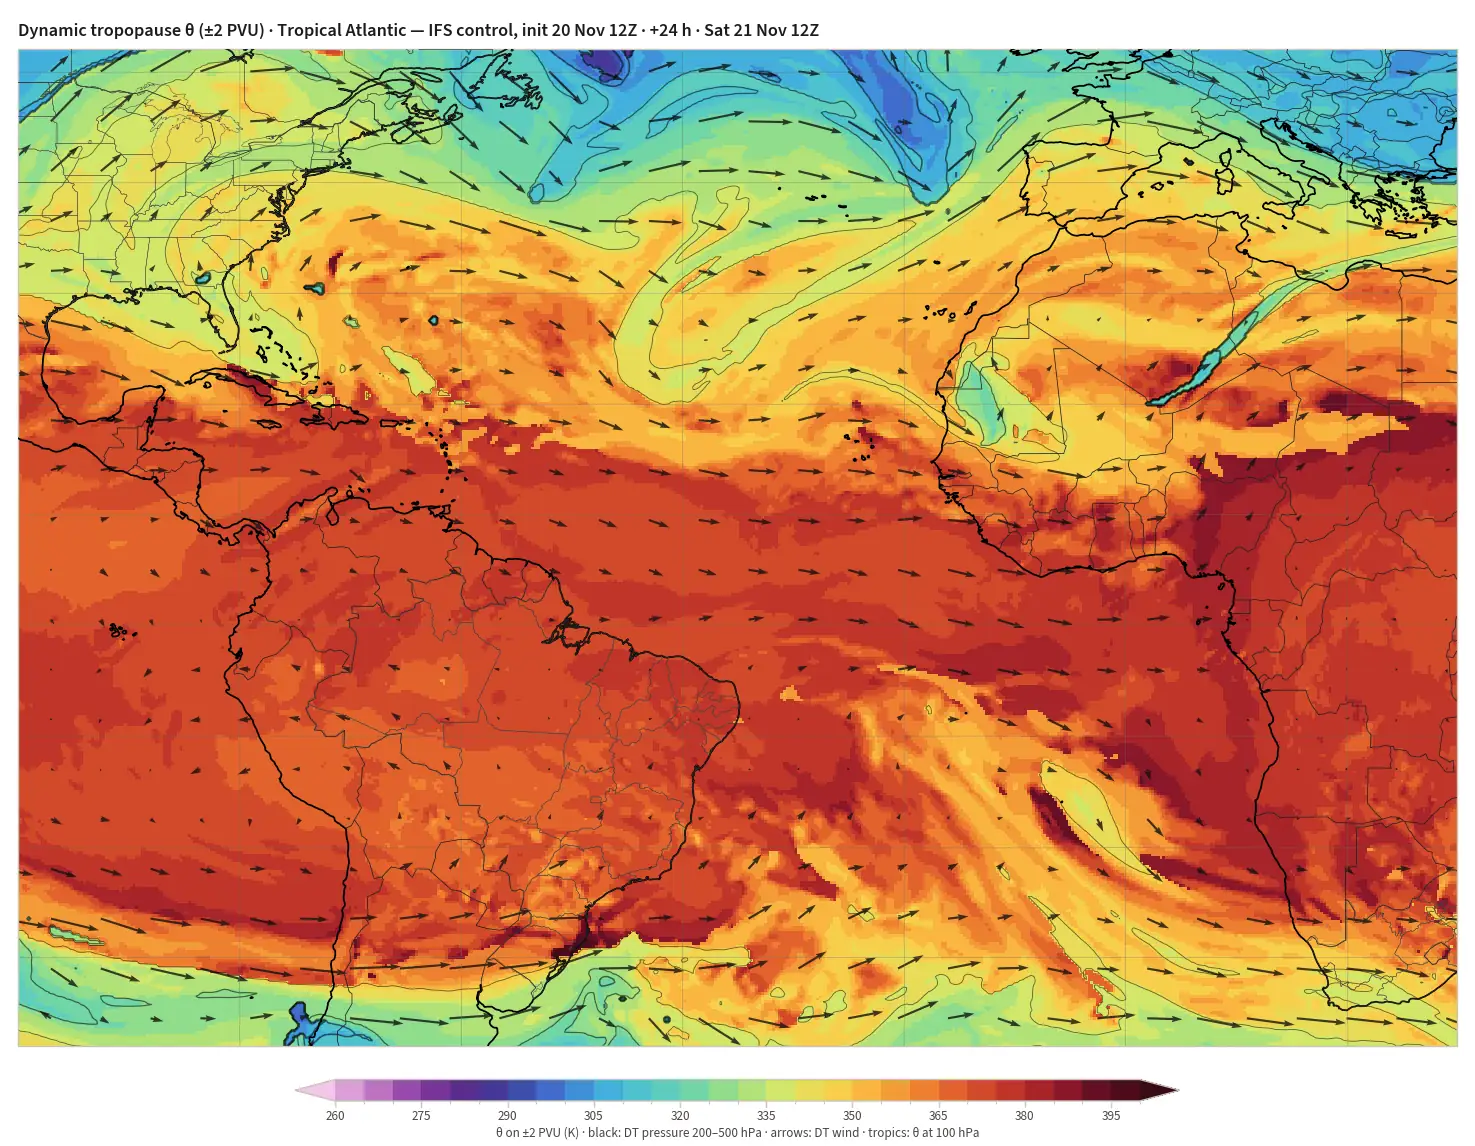 Dynamic tropopause θ (±2 PVU) · Tropical Atlantic — IFS control, init 20 Nov 12Z · +24 h · Sat 21 Nov 12Z
260 275 290 305 320 335 350 365 380 395
θ on ±2 PVU (K) · black: DT pressure 200–500 hPa · arrows: DT wind · tropics: θ at 100 hPa